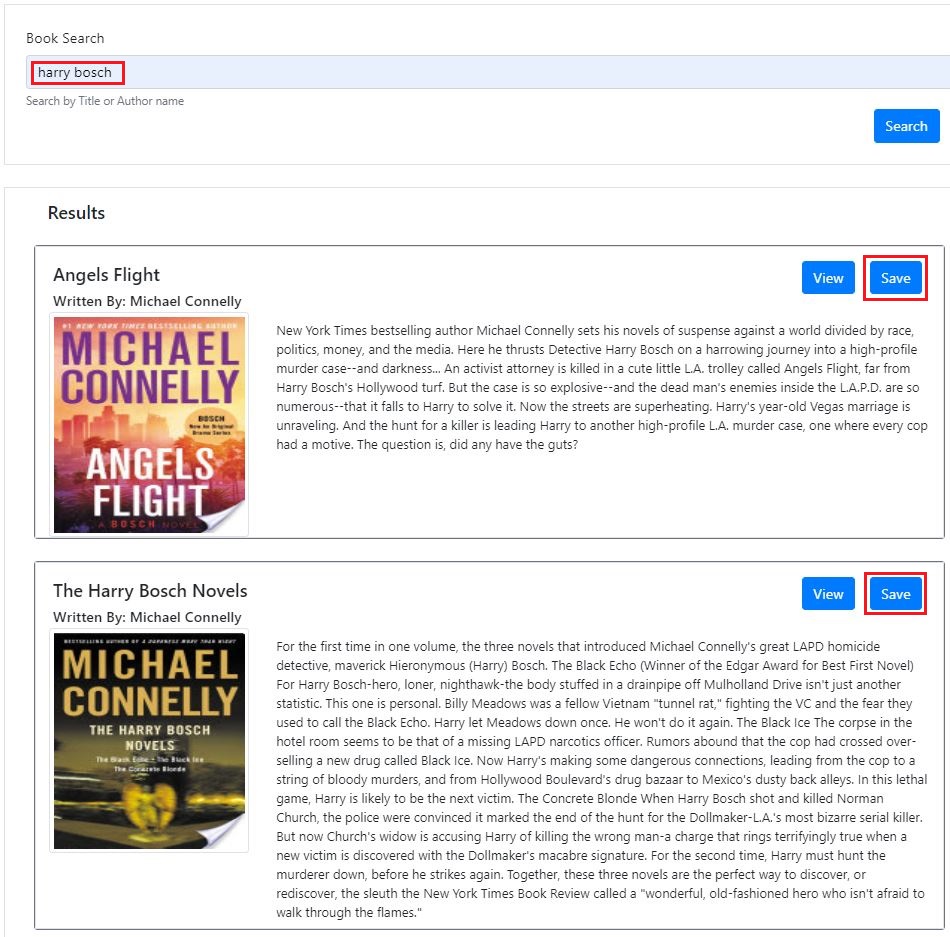 Book Search
harry bosch
Search by Title or Author name
Search
Results
Angels Flight
View
Save
Written By: Michael Connelly
#1 NEW YORK TIMES BESTSELLING AUTHOR
MICHAEL
CONNELLY
BOSCH
Now An Original
Drama Series
ANGELS
FLIGHT
A BOSCH NOVEL
New York Times bestselling author Michael Connelly sets his novels of suspense against a world divided by race,
politics, money, and the media. Here he thrusts Detective Harry Bosch on a harrowing journey into a high-profile
murder case--and darkness... An activist attorney is killed in a cute little L.A. trolley called Angels Flight, far from
Harry Bosch's Hollywood turf. But the case is so explosive--and the dead man's enemies inside the L.A.P.D. are so
numerous--that it falls to Harry to solve it. Now the streets are superheating. Harry's year-old Vegas marriage is
unraveling. And the hunt for a killer is leading Harry to another high-profile L.A. murder case, one where every cop
had a motive. The question is, did any have the guts?
The Harry Bosch Novels
View
Save
Written By: Michael Connelly
BESTSELLING AUTHOR OF A DARKNESS MORE THAN NIGHT
MICHAEL
CONNELLY
THE HARRY BOSCH
NOVELS
The Black Echo - The Black Ice
The Concrete Blonde
For the first time in one volume, the three novels that introduced Michael Connelly's great LAPD homicide
detective, maverick Hieronymous (Harry) Bosch. The Black Echo (Winner of the Edgar Award for Best First Novel)
For Harry Bosch-hero, loner, nighthawk-the body stuffed in a drainpipe off Mulholland Drive isn't just another
statistic. This one is personal. Billy Meadows was a fellow Vietnam "tunnel rat," fighting the VC and the fear they
used to call the Black Echo. Harry let Meadows down once. He won't do it again. The Black Ice The corpse in the
hotel room seems to be that of a missing LAPD narcotics officer. Rumors abound that the cop had crossed over-
selling a new drug called Black Ice. Now Harry's making some dangerous connections, leading from the cop to a
string of bloody murders, and from Hollywood Boulevard's drug bazaar to Mexico's dusty back alleys. In this lethal
game, Harry is likely to be the next victim. The Concrete Blonde When Harry Bosch shot and killed Norman
Church, the police were convinced it marked the end of the hunt for the Dollmaker-L.A.'s most bizarre serial killer.
But now Church's widow is accusing Harry of killing the wrong man-a charge that rings terrifyingly true when a
new victim is discovered with the Dollmaker's macabre signature. For the second time, Harry must hunt the
murderer down, before he strikes again. Together, these three novels are the perfect way to discover, or
rediscover, the sleuth the New York Times Book Review called a "wonderful, old-fashioned hero who isn't afraid to
walk through the flames."